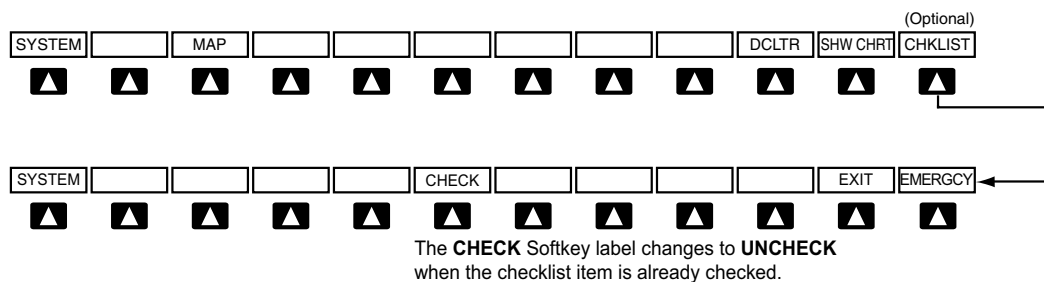 (Optional)
SYSTEM MAP DCLTR SHW CHRT CHKLIST
SYSTEM CHECK EXIT EMERGCY
The CHECK Softkey label changes to UNCHECK
when the checklist item is already checked.